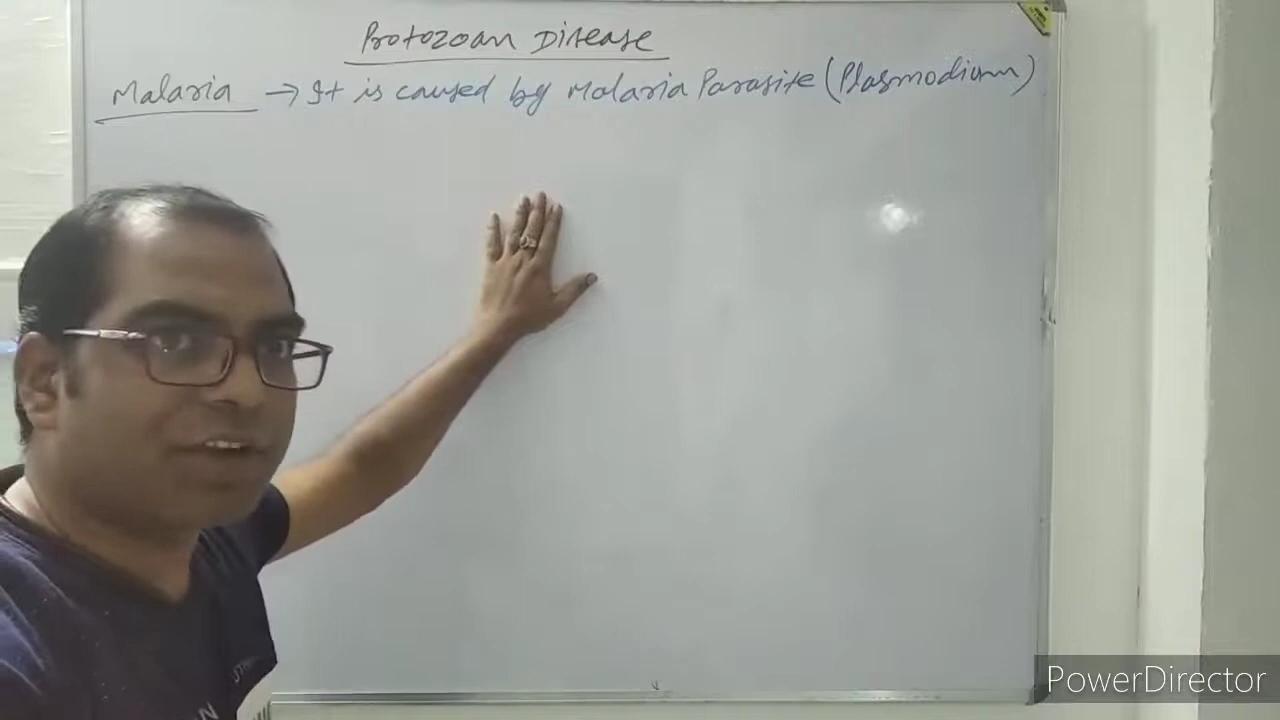 Protozoan Disease
Malaria → It is caused by Malaria Parasite (Plasmodium)
PowerDirector